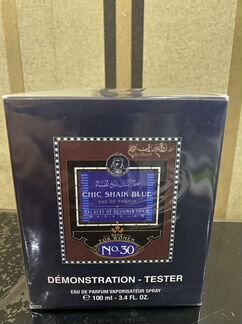 CHIC SHAIK BLUE
EAU DE PARFUM
PALACES OF DESIGNER SHAIK
FOR WOMEN
No.30
DÉMONSTRATION - TESTER
EAU DE PARFUM VAPORISATEUR SPRAY
℮ 100 ml - 3.4 FL. OZ.